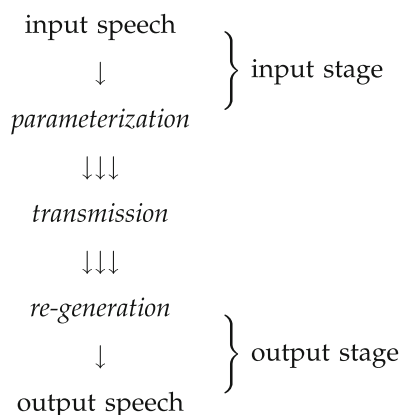 input speech
input stage
↓
parameterization
↓↓↓
transmission
↓↓↓
re-generation
↓
output stage
output speech